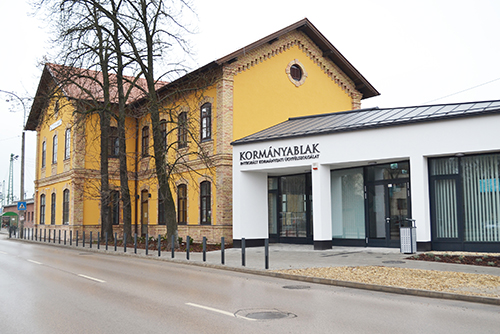 KORMÁNYABLAK
INTEGRÁLT KORMÁNYZATI ÜGYFÉLSZOLGÁLAT